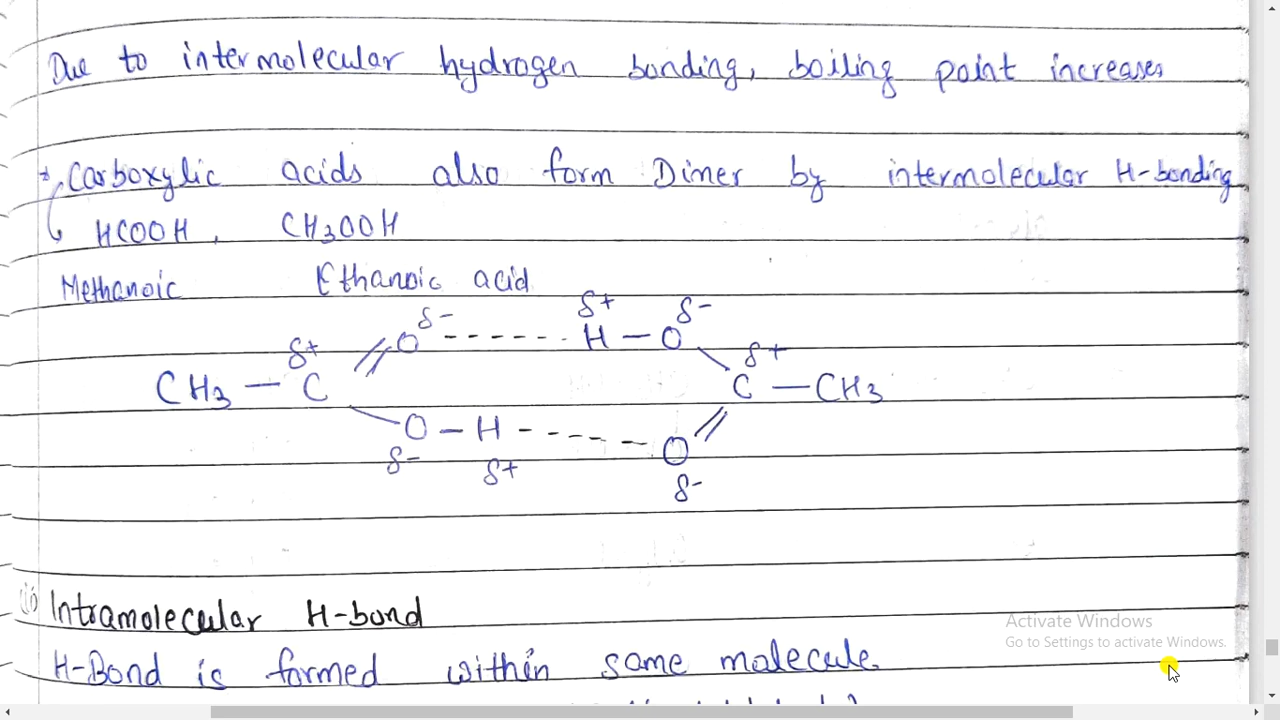 Due to intermolecular hydrogen bonding, boiling point increases
* Carboxylic acids also form Dimer by intermolecular H-bonding
HCOOH, CH3OOH
Methanoic Ethanoic acid
δ+ δ-
δ-
O ------ H — O
δ+ δ+
CH3 — C C — CH3
O — H ------ O
δ- δ+
δ-
Intramolecular H-bond
H-Bond is formed within same molecule.
Activate Windows
Go to Settings to activate Windows.